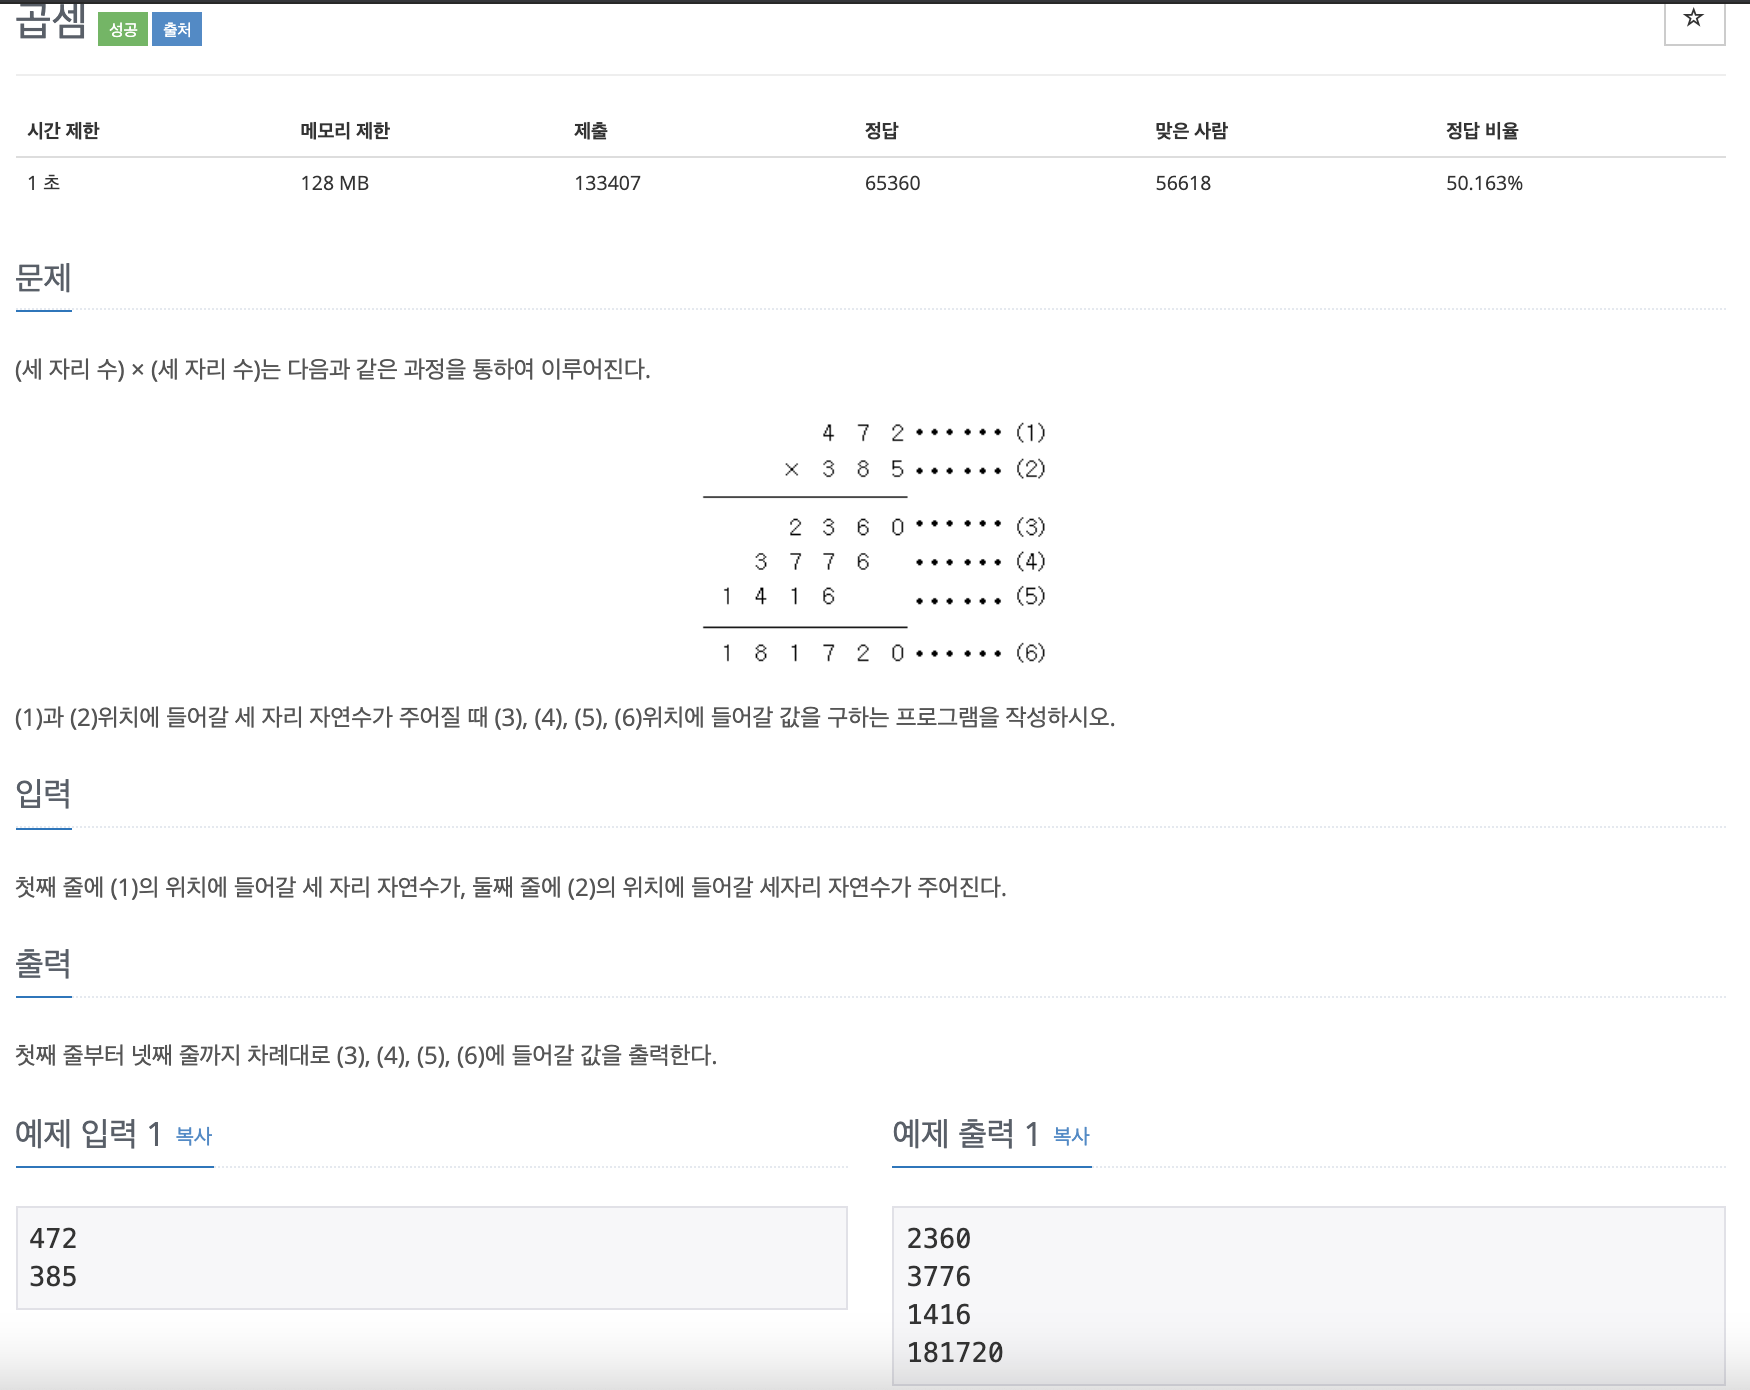 곱셈 성공 출처 ☆
시간 제한 메모리 제한 제출 정답 맞은 사람 정답 비율
1 초 128 MB 133407 65360 56618 50.163%
문제
(세 자리 수) × (세 자리 수)는 다음과 같은 과정을 통하여 이루어진다.
4 7 2 •••••• (1)
× 3 8 5 •••••• (2)
2 3 6 0 •••••• (3)
3 7 7 6 •••••• (4)
1 4 1 6 •••••• (5)
1 8 1 7 2 0 •••••• (6)
(1)과 (2)위치에 들어갈 세 자리 자연수가 주어질 때 (3), (4), (5), (6)위치에 들어갈 값을 구하는 프로그램을 작성하시오.
입력
첫째 줄에 (1)의 위치에 들어갈 세 자리 자연수가, 둘째 줄에 (2)의 위치에 들어갈 세자리 자연수가 주어진다.
출력
첫째 줄부터 넷째 줄까지 차례대로 (3), (4), (5), (6)에 들어갈 값을 출력한다.
예제 입력 1 복사
472
385
예제 출력 1 복사
2360
3776
1416
181720